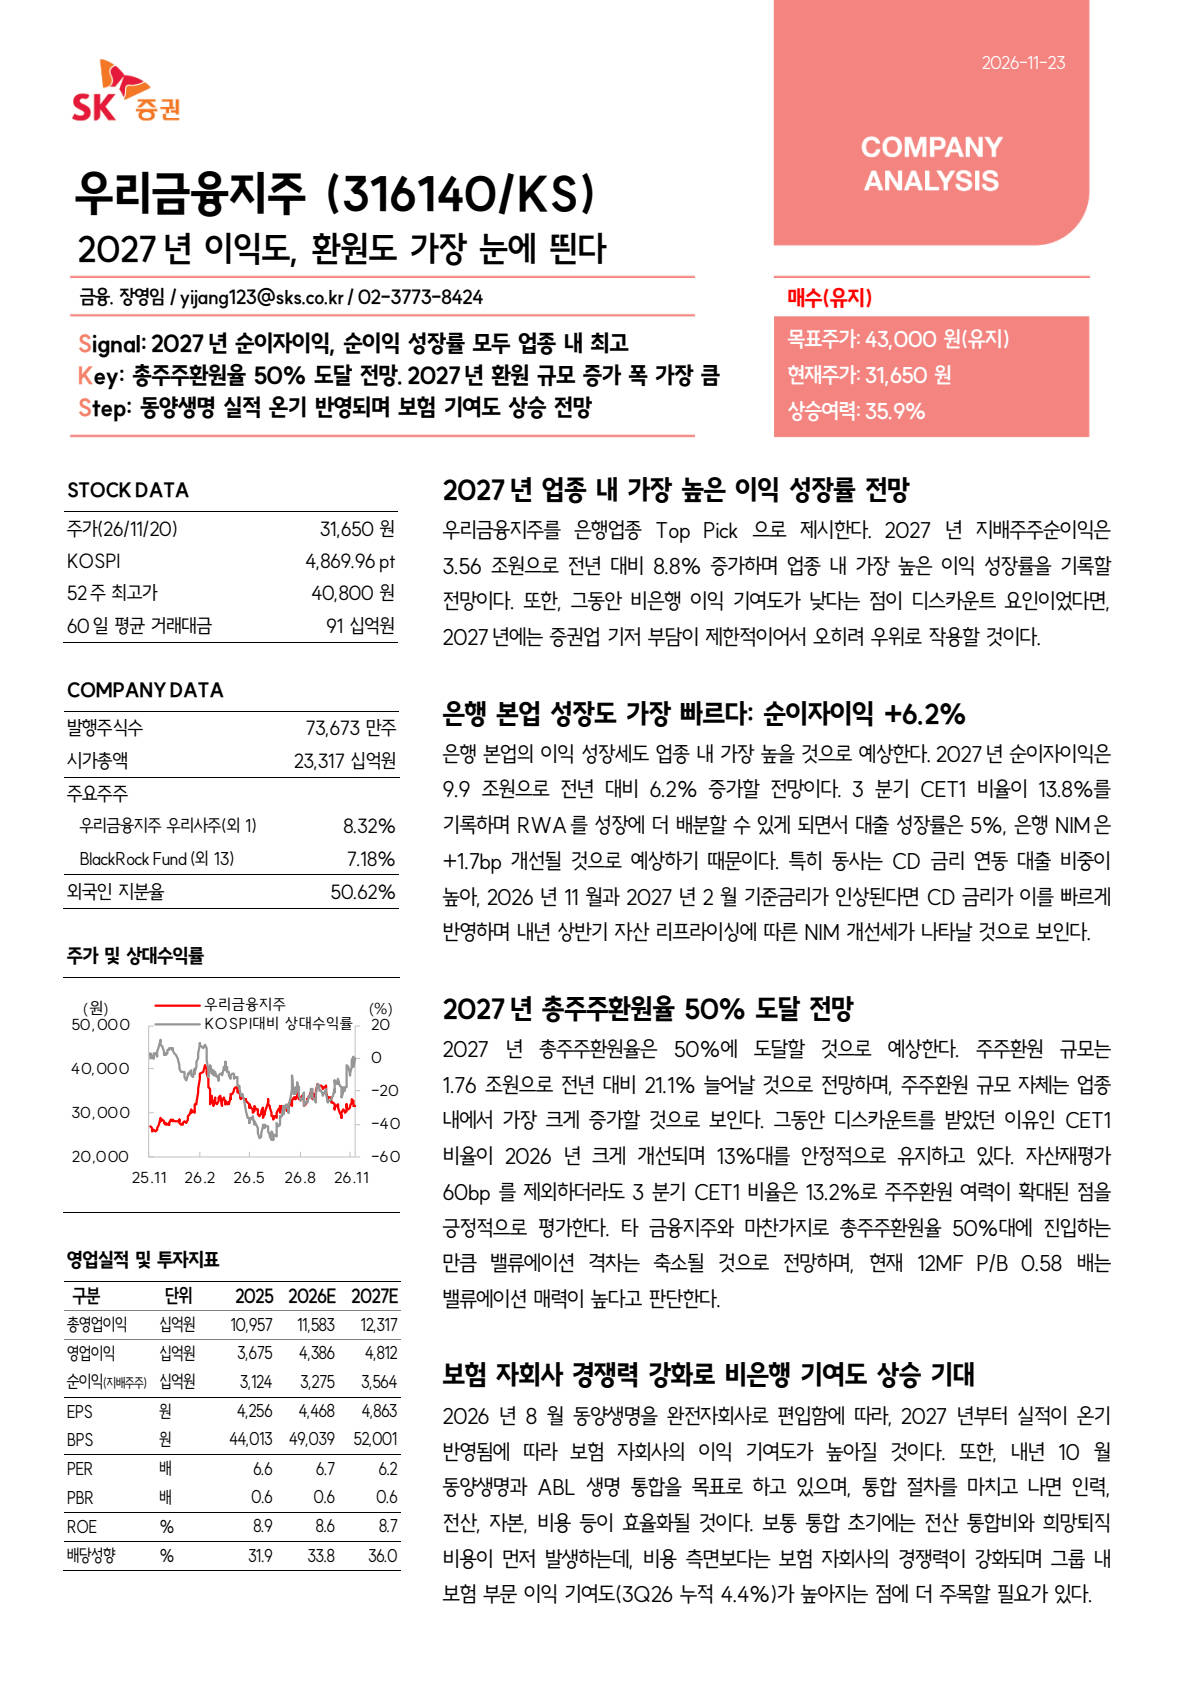 2026-11-23
COMPANY
ANALYSIS
SK증권
우리금융지주 (316140/KS)
2027년 이익도, 환원도 가장 눈에 띈다
금융. 장영임 / yijang123@sks.co.kr / 02-3773-8424
Signal: 2027년 순이자이익, 순이익 성장률 모두 업종 내 최고
Key: 총주주환원율 50% 도달 전망. 2027년 환원 규모 증가 폭 가장 큼
Step: 동양생명 실적 온기 반영되며 보험 기여도 상승 전망
매수(유지)
목표주가: 43,000 원(유지)
현재주가: 31,650 원
상승여력: 35.9%
STOCK DATA
주가(26/11/20) 31,650 원
KOSPI 4,869.96 pt
52주 최고가 40,800 원
60일 평균 거래대금 91 십억원
COMPANY DATA
발행주식수 73,673 만주
시가총액 23,317 십억원
주요주주
우리금융지주 우리사주(외 1) 8.32%
BlackRock Fund (외 13) 7.18%
외국인 지분율 50.62%
주가 및 상대수익률
(원) 우리금융지주 (%)
50,000 KOSPI대비 상대수익률 20
0
40,000
-20
30,000
-40
20,000 -60
25.11 26.2 26.5 26.8 26.11
영업실적 및 투자지표
구분 단위 2025 2026E 2027E
총영업이익 십억원 10,957 11,583 12,317
영업이익 십억원 3,675 4,386 4,812
순이익(지배주주) 십억원 3,124 3,275 3,564
EPS 원 4,256 4,468 4,863
BPS 원 44,013 49,039 52,001
PER 배 6.6 6.7 6.2
PBR 배 0.6 0.6 0.6
ROE % 8.9 8.6 8.7
배당성향 % 31.9 33.8 36.0
2027년 업종 내 가장 높은 이익 성장률 전망
우리금융지주를 은행업종 Top Pick 으로 제시한다. 2027 년 지배주주순이익은
3.56 조원으로 전년 대비 8.8% 증가하며 업종 내 가장 높은 이익 성장률을 기록할
전망이다. 또한, 그동안 비은행 이익 기여도가 낮다는 점이 디스카운트 요인이었다면,
2027년에는 증권업 기저 부담이 제한적이어서 오히려 우위로 작용할 것이다.
은행 본업 성장도 가장 빠르다: 순이자이익 +6.2%
은행 본업의 이익 성장세도 업종 내 가장 높을 것으로 예상한다. 2027년 순이자이익은
9.9 조원으로 전년 대비 6.2% 증가할 전망이다. 3 분기 CET1 비율이 13.8%를
기록하며 RWA를 성장에 더 배분할 수 있게 되면서 대출 성장률은 5%, 은행 NIM은
+1.7bp 개선될 것으로 예상하기 때문이다. 특히 동사는 CD 금리 연동 대출 비중이
높아, 2026 년 11 월과 2027 년 2 월 기준금리가 인상된다면 CD 금리가 이를 빠르게
반영하며 내년 상반기 자산 리프라이싱에 따른 NIM 개선세가 나타날 것으로 보인다.
2027년 총주주환원율 50% 도달 전망
2027 년 총주주환원율은 50%에 도달할 것으로 예상한다. 주주환원 규모는
1.76 조원으로 전년 대비 21.1% 늘어날 것으로 전망하며, 주주환원 규모 자체는 업종
내에서 가장 크게 증가할 것으로 보인다. 그동안 디스카운트를 받았던 이유인 CET1
비율이 2026 년 크게 개선되며 13%대를 안정적으로 유지하고 있다. 자산재평가
60bp 를 제외하더라도 3 분기 CET1 비율은 13.2%로 주주환원 여력이 확대된 점을
긍정적으로 평가한다. 타 금융지주와 마찬가지로 총주주환원율 50%대에 진입하는
만큼 밸류에이션 격차는 축소될 것으로 전망하며, 현재 12MF P/B 0.58 배는
밸류에이션 매력이 높다고 판단한다.
보험 자회사 경쟁력 강화로 비은행 기여도 상승 기대
2026 년 8 월 동양생명을 완전자회사로 편입함에 따라, 2027 년부터 실적이 온기
반영됨에 따라 보험 자회사의 이익 기여도가 높아질 것이다. 또한, 내년 10 월
동양생명과 ABL 생명 통합을 목표로 하고 있으며, 통합 절차를 마치고 나면 인력,
전산, 자본, 비용 등이 효율화될 것이다. 보통 통합 초기에는 전산 통합비와 희망퇴직
비용이 먼저 발생하는데, 비용 측면보다는 보험 자회사의 경쟁력이 강화되며 그룹 내
보험 부문 이익 기여도(3Q26 누적 4.4%)가 높아지는 점에 더 주목할 필요가 있다.